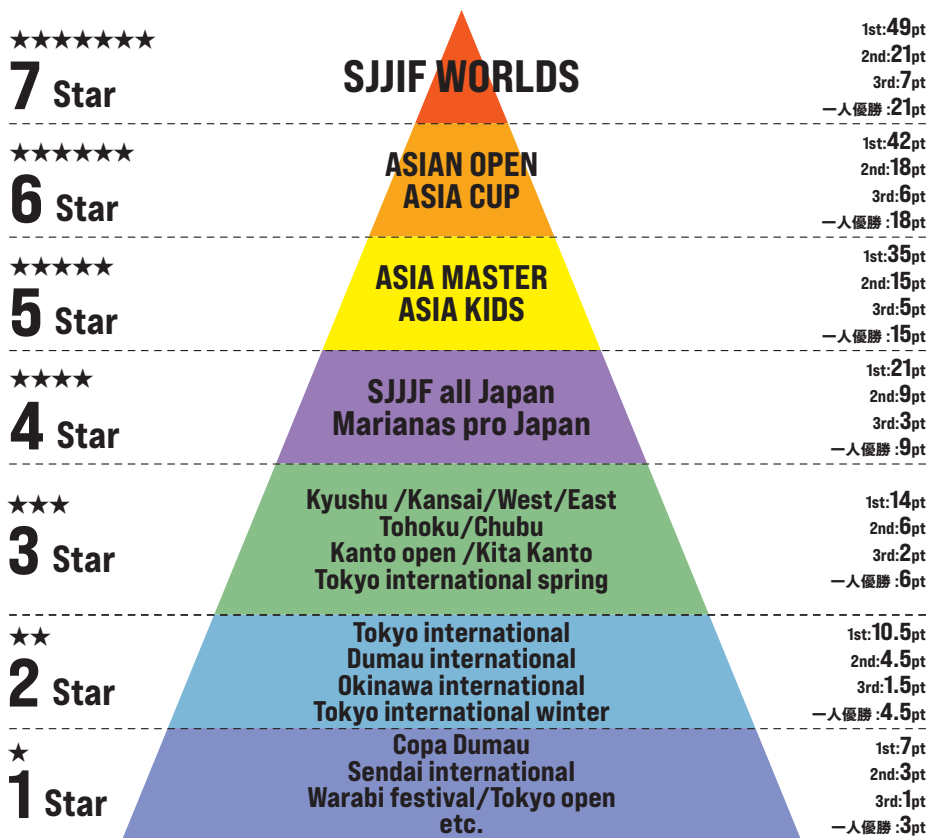 ★★★★★★★
7 Star
SJJIF WORLDS
1st:49pt
2nd:21pt
3rd:7pt
一人優勝:21pt
★★★★★★
6 Star
ASIAN OPEN
ASIA CUP
1st:42pt
2nd:18pt
3rd:6pt
一人優勝:18pt
★★★★★
5 Star
ASIA MASTER
ASIA KIDS
1st:35pt
2nd:15pt
3rd:5pt
一人優勝:15pt
★★★★
4 Star
SJJJF all Japan
Marianas pro Japan
1st:21pt
2nd:9pt
3rd:3pt
一人優勝:9pt
★★★
3 Star
Kyushu /Kansai/West/East
Tohoku/Chubu
Kanto open /Kita Kanto
Tokyo international spring
1st:14pt
2nd:6pt
3rd:2pt
一人優勝:6pt
★★
2 Star
Tokyo international
Dumau international
Okinawa international
Tokyo international winter
1st:10.5pt
2nd:4.5pt
3rd:1.5pt
一人優勝:4.5pt
★
1 Star
Copa Dumau
Sendai international
Warabi festival/Tokyo open
etc.
1st:7pt
2nd:3pt
3rd:1pt
一人優勝:3pt